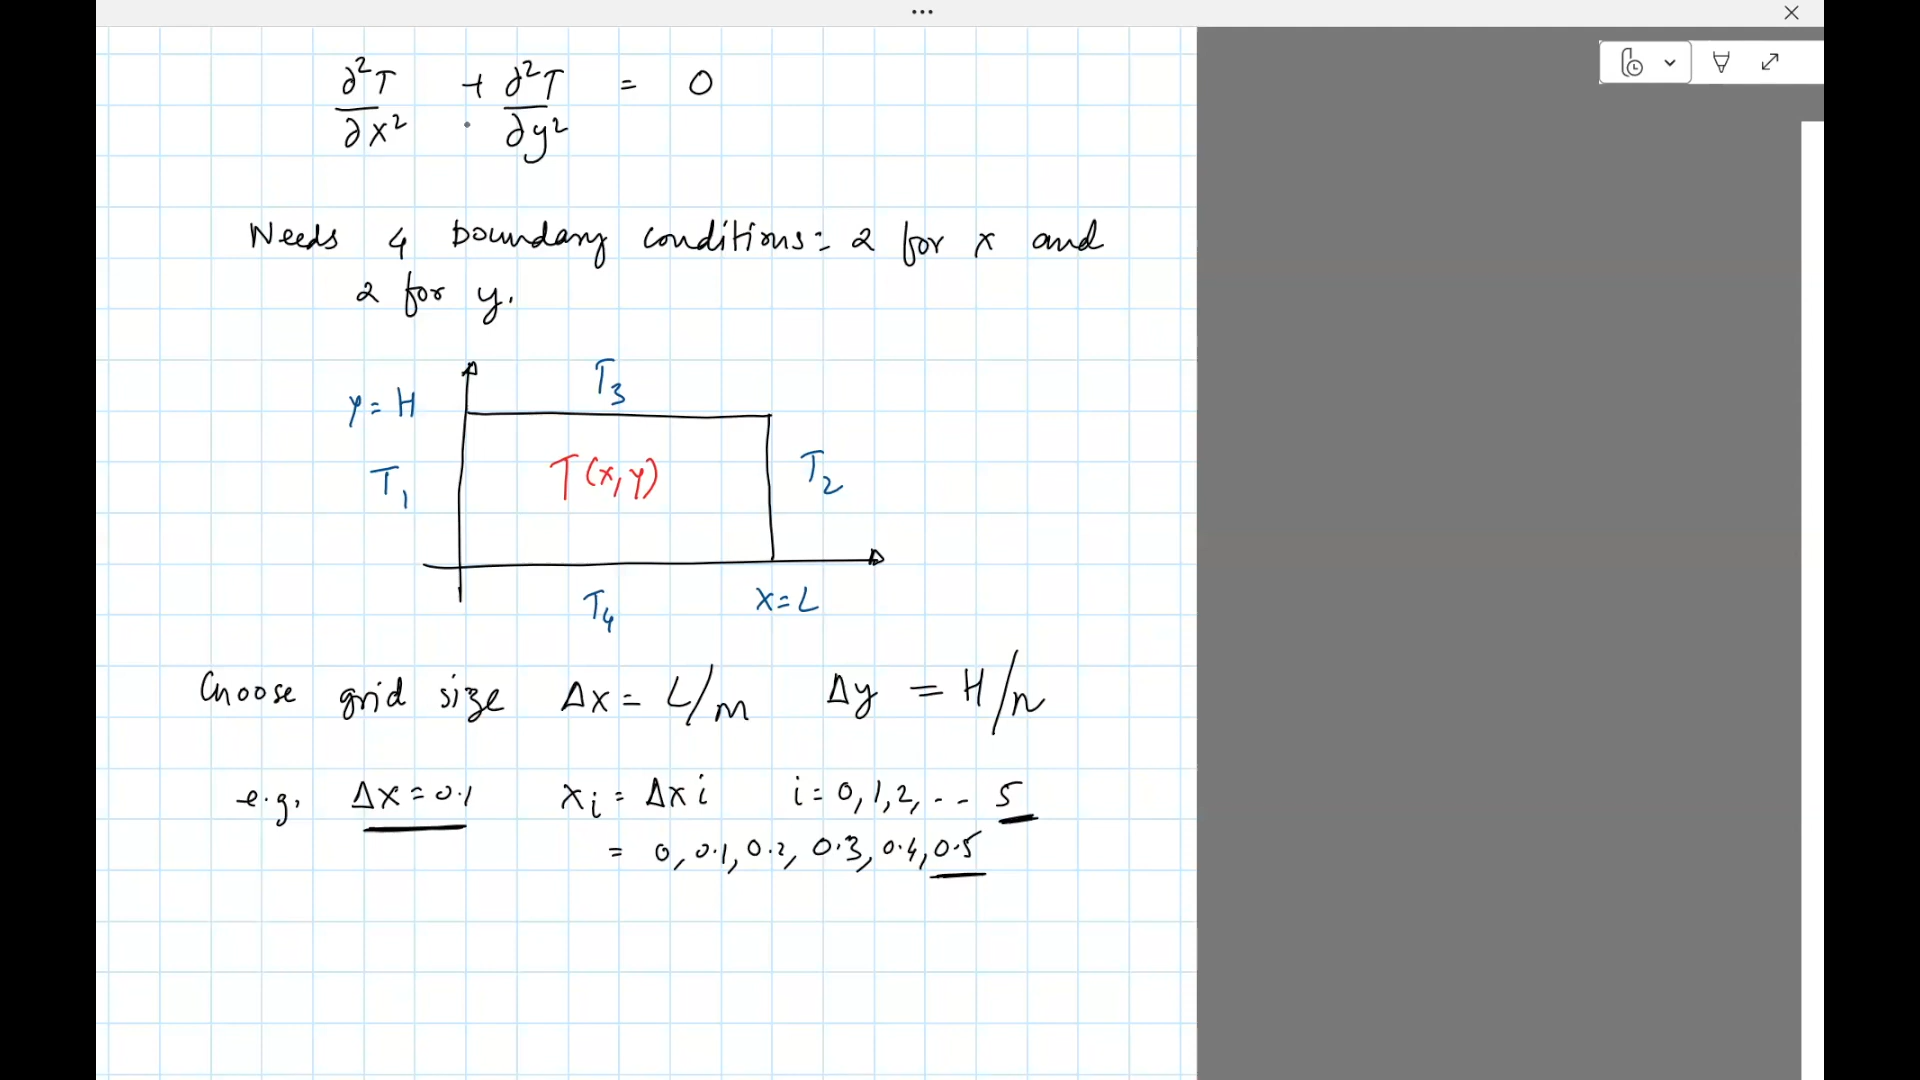 ∂²T/∂x² + ∂²T/∂y² = 0
Needs 4 boundary conditions: 2 for x and
2 for y.
T₃
y = H
T(x,y)
T₁
T₂
T₄
x = L
Choose grid size Δx = L/m Δy = H/n
e.g. Δx = 0.1 xᵢ = Δx i i = 0, 1, 2, -- 5
= 0, 0.1, 0.2, 0.3, 0.4, 0.5